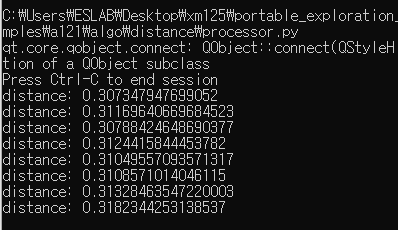 C:\Users\ESLAB\Desktop\xm125\portable_exploration_
mples\a121\algo\distance\processor.py
qt.core.qobject.connect: QObject::connect(QStyleH
tion of a QObject subclass
Press Ctrl-C to end session
distance: 0.307347947699052
distance: 0.31169640669684523
distance: 0.30788424648690377
distance: 0.3124415844453782
distance: 0.31049557093571317
distance: 0.3108571014046115
distance: 0.31328463547220003
distance: 0.3182344253138537